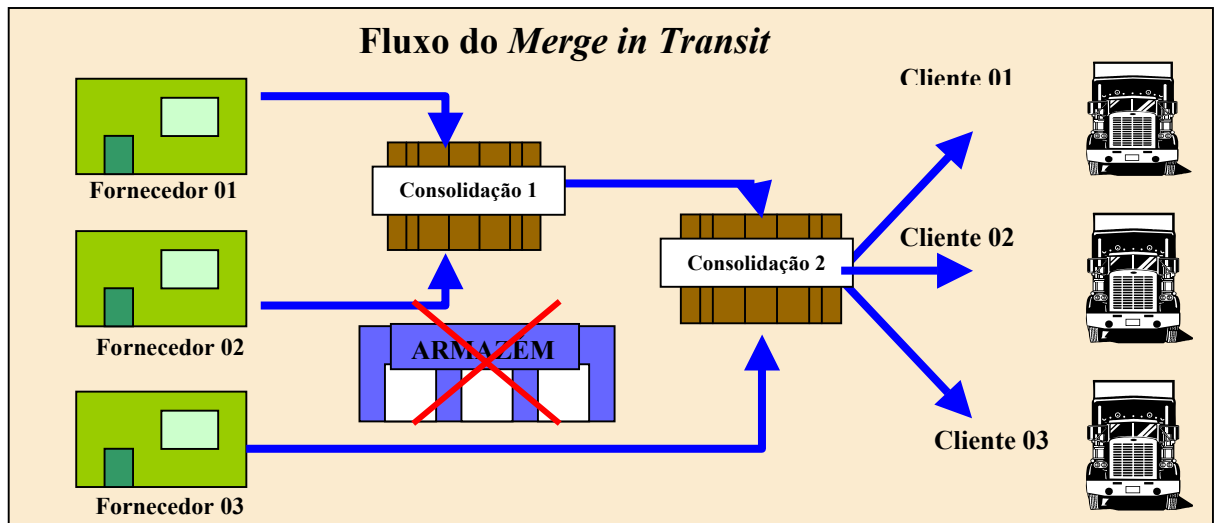 Fluxo do Merge in Transit
Cliente 01
Fornecedor 01
Consolidação 1
Cliente 02
Consolidação 2
Fornecedor 02
ARMAZEM
Cliente 03
Fornecedor 03